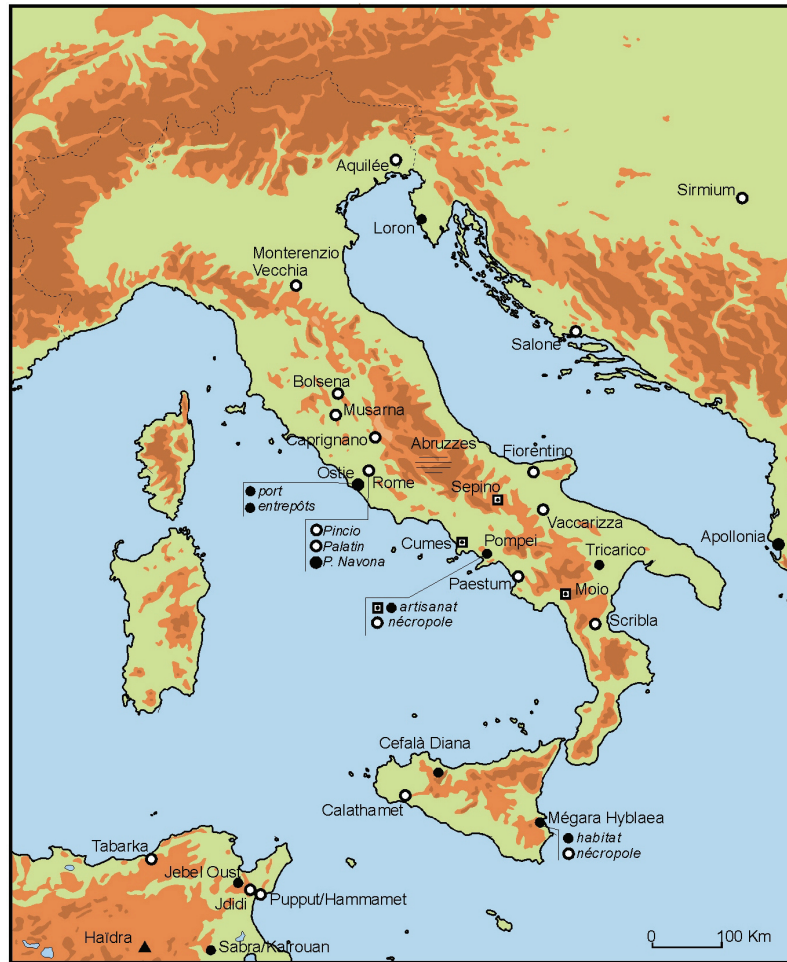 Aquilée
Sirmium
Loron
Monterenzio
Vecchia
Salone
Bolsena
Musarna
Caprignano
Abruzzes
Fiorentino
Ostie
Rome
Sepino
port
entrepôts
Vaccarizza
Pincio
Palatin
P. Navona
Cumes
Pompei
Apollonia
Tricarico
Paestum
Moio
artisanat
nécropole
Scribla
Cefalà Diana
Calathamet
Mégara Hyblaea
habitat
nécropole
Tabarka
Jebel Oust
Jdidi
Pupput/Hammamet
Haïdra
Sabra/Kairouan
0 100 Km